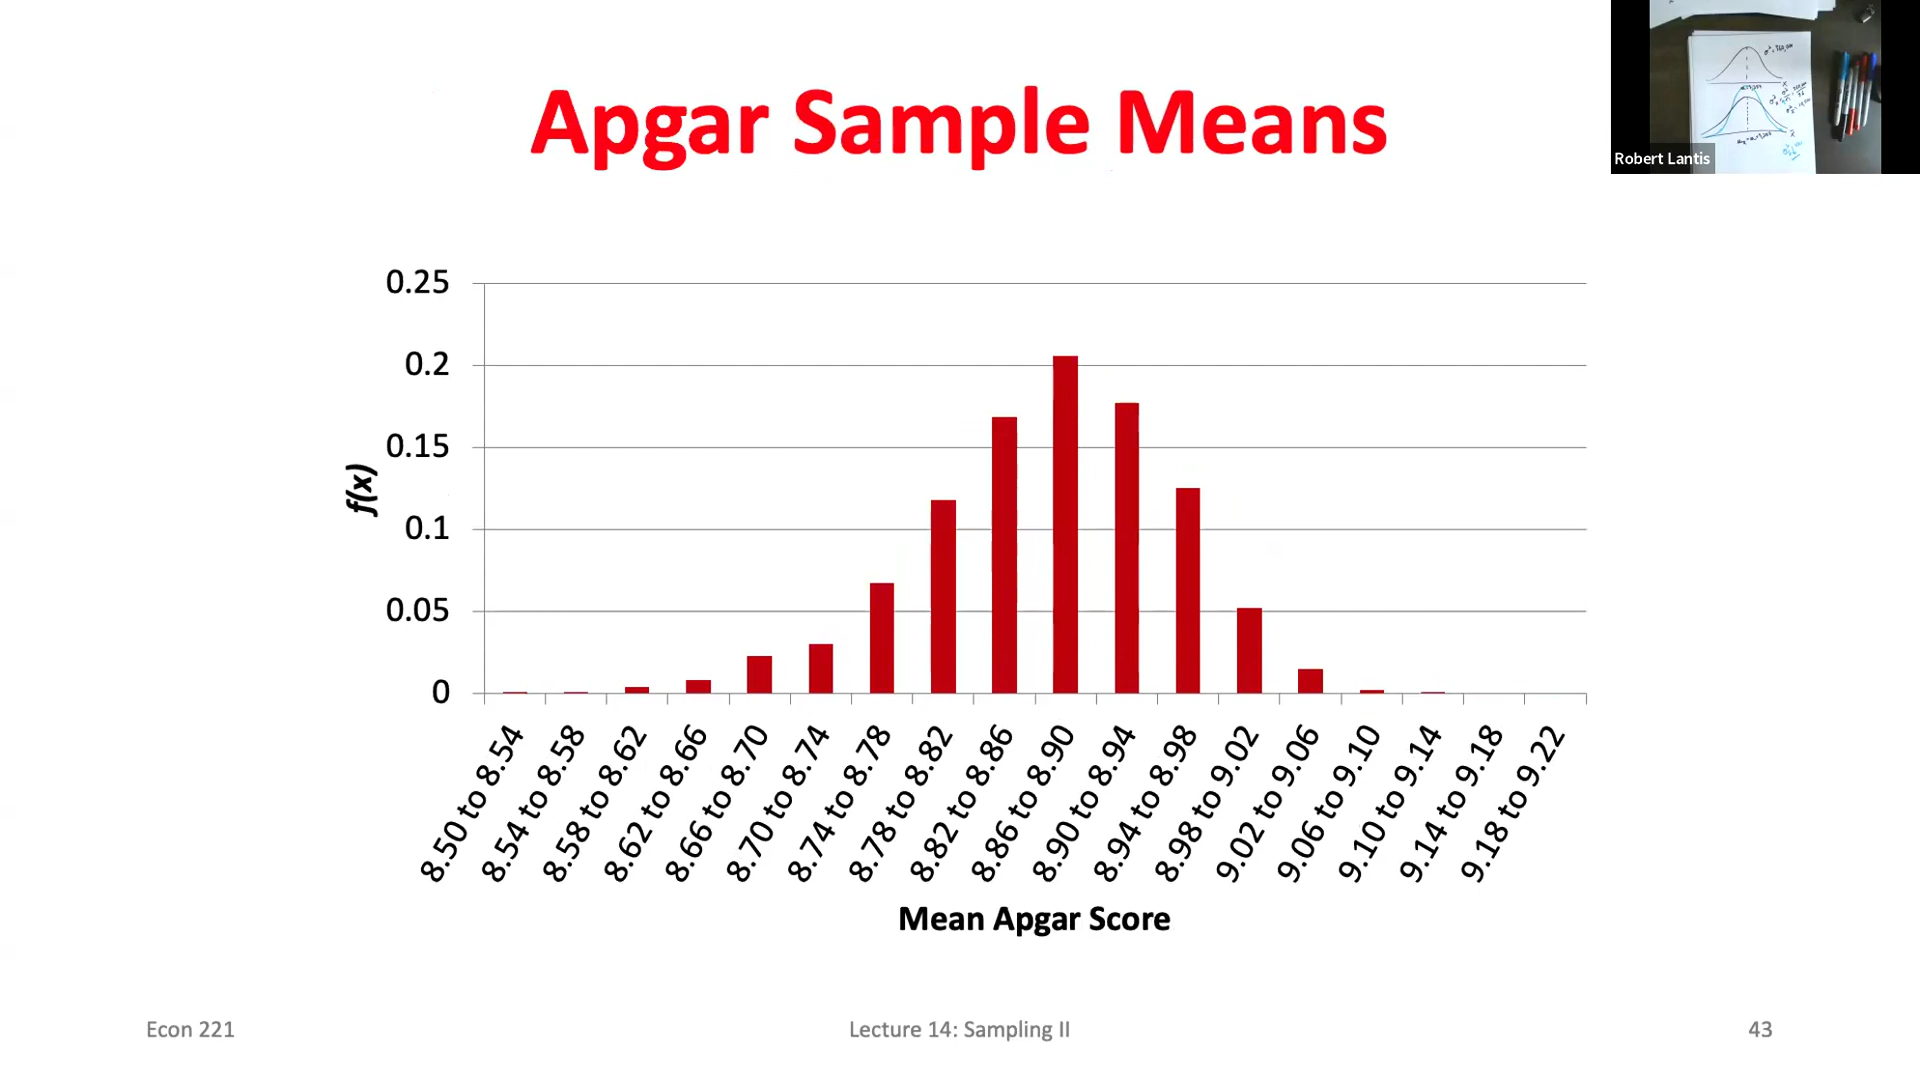 Apgar Sample Means
Robert Lantis
0.25
0.2
0.15
0.1
0.05
0
f(x)
8.50 to 8.54
8.54 to 8.58
8.58 to 8.62
8.62 to 8.66
8.66 to 8.70
8.70 to 8.74
8.74 to 8.78
8.78 to 8.82
8.82 to 8.86
8.86 to 8.90
8.90 to 8.94
8.94 to 8.98
8.98 to 9.02
9.02 to 9.06
9.06 to 9.10
9.10 to 9.14
9.14 to 9.18
9.18 to 9.22
Mean Apgar Score
Econ 221
Lecture 14: Sampling II
43